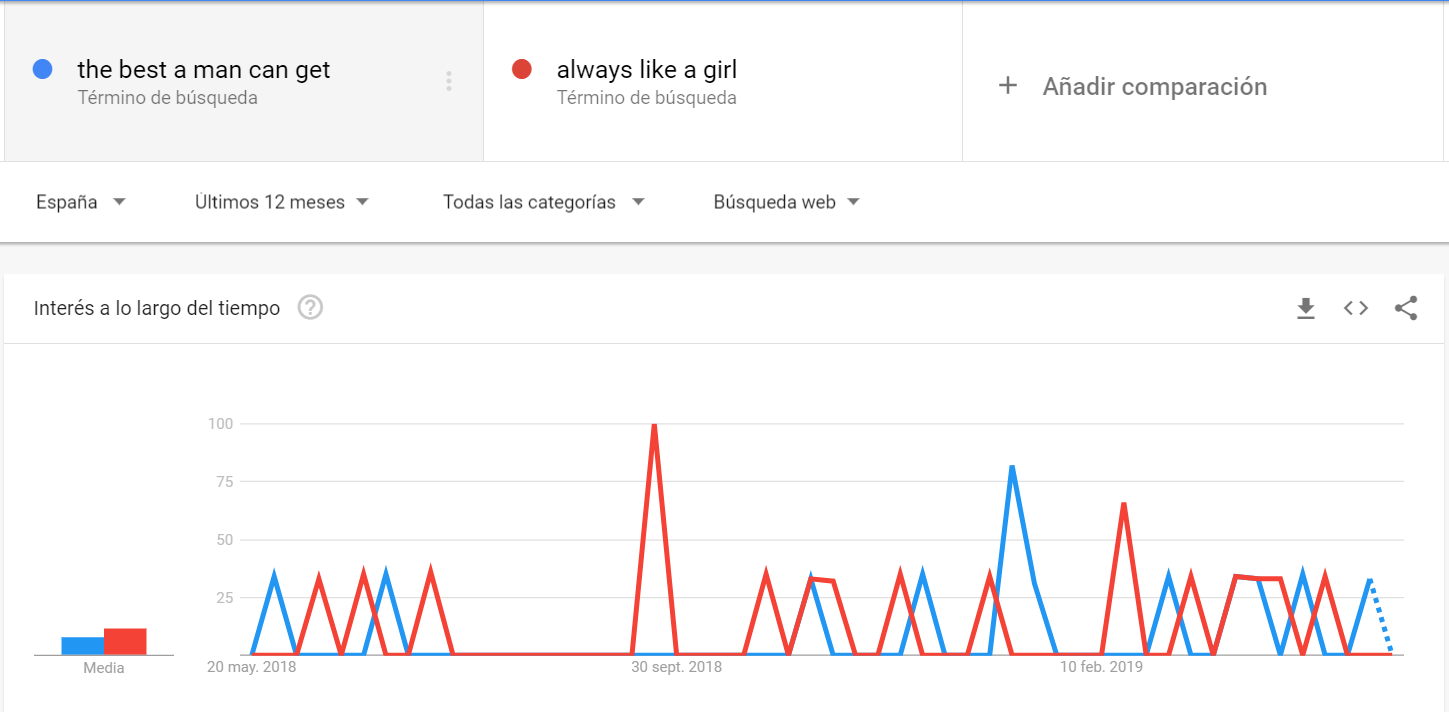 the best a man can get
Término de búsqueda
always like a girl
Término de búsqueda
+ Añadir comparación
España
Últimos 12 meses
Todas las categorías
Búsqueda web
Interés a lo largo del tiempo ?
100
75
50
25
Media
20 may. 2018
30 sept. 2018
10 feb. 2019